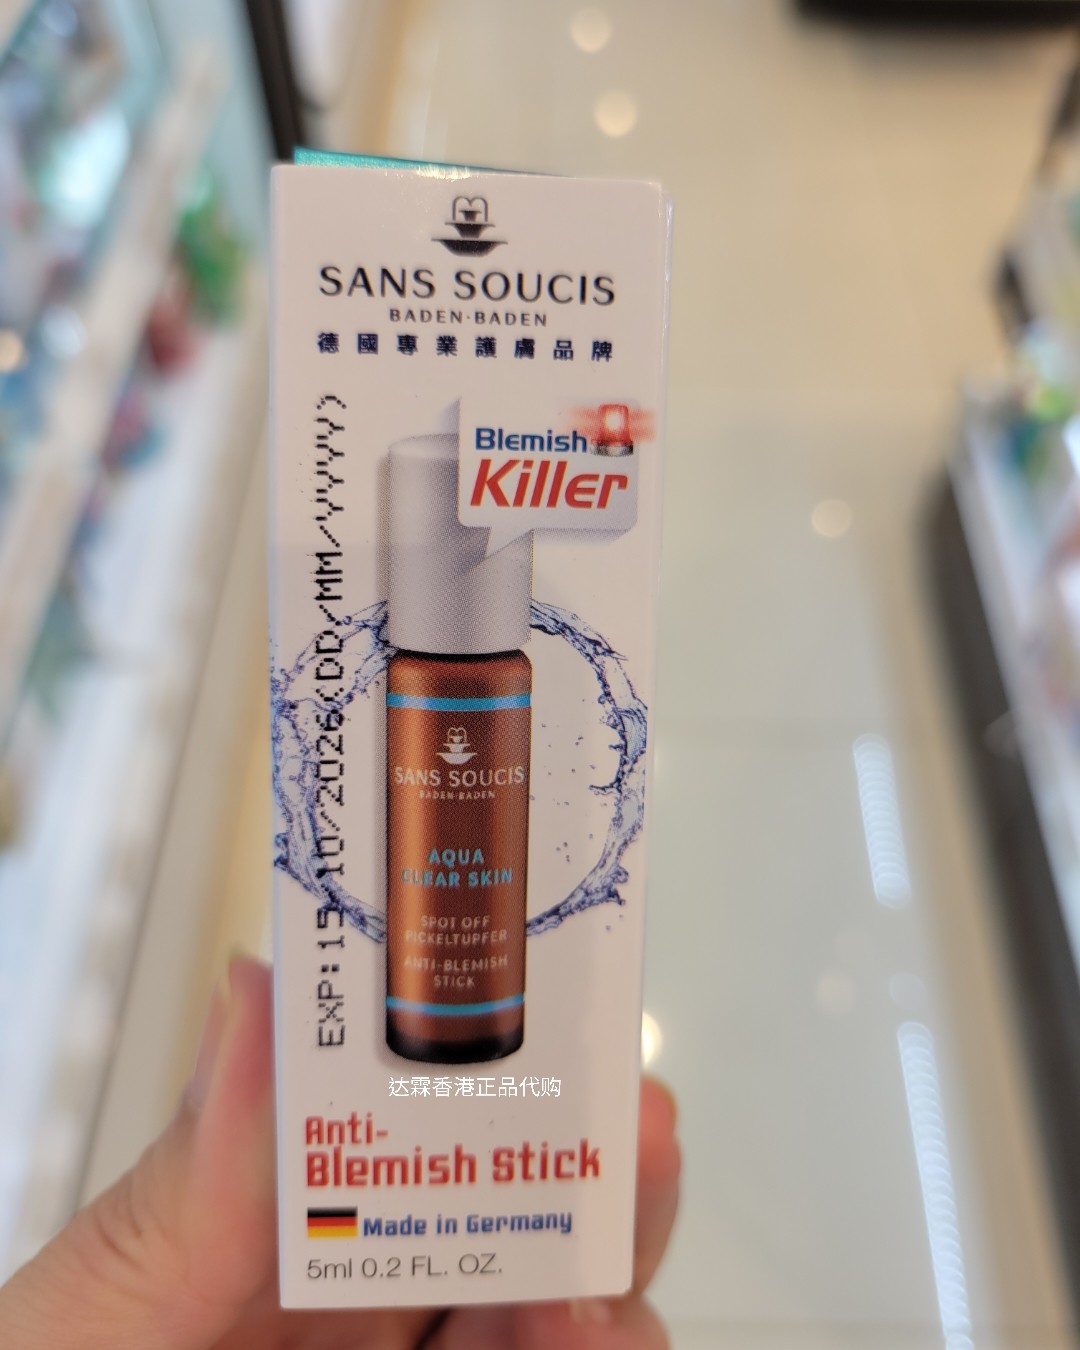 SANS SOUCIS
BADEN·BADEN
德國專業護膚品牌
Blemish
Killer
EXP: 15/10/2026(DD/MM/YYYY)
SANS SOUCIS
BADEN·BADEN
AQUA
CLEAR SKIN
SPOT OFF
PICKELTUPFER
ANTI-BLEMISH
STICK
达霖香港正品代购
Anti-
Blemish Stick
Made in Germany
5ml 0.2 FL. OZ.